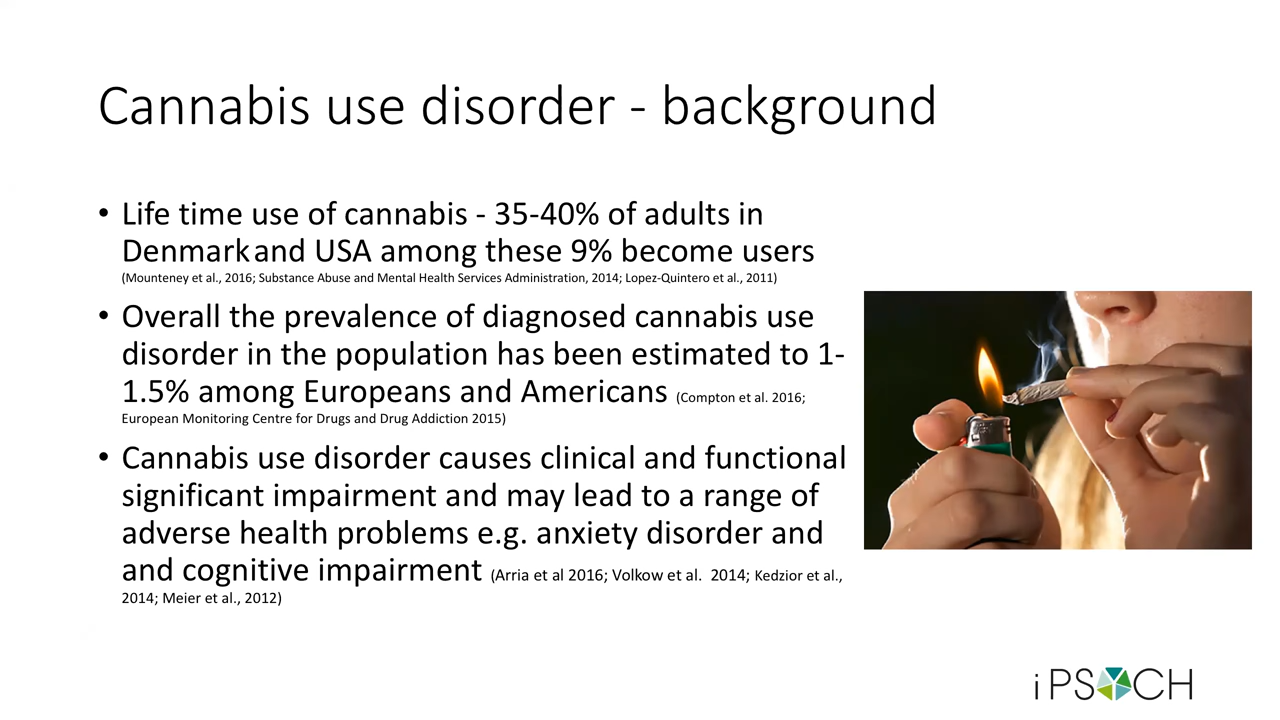 Cannabis use disorder - background
• Life time use of cannabis - 35-40% of adults in
Denmark and USA among these 9% become users
(Mounteney et al., 2016; Substance Abuse and Mental Health Services Administration, 2014; Lopez-Quintero et al., 2011)
• Overall the prevalence of diagnosed cannabis use
disorder in the population has been estimated to 1-
1.5% among Europeans and Americans (Compton et al. 2016;
European Monitoring Centre for Drugs and Drug Addiction 2015)
• Cannabis use disorder causes clinical and functional
significant impairment and may lead to a range of
adverse health problems e.g. anxiety disorder and
and cognitive impairment (Arria et al 2016; Volkow et al. 2014; Kedzior et al.,
2014; Meier et al., 2012)
iPSYCH